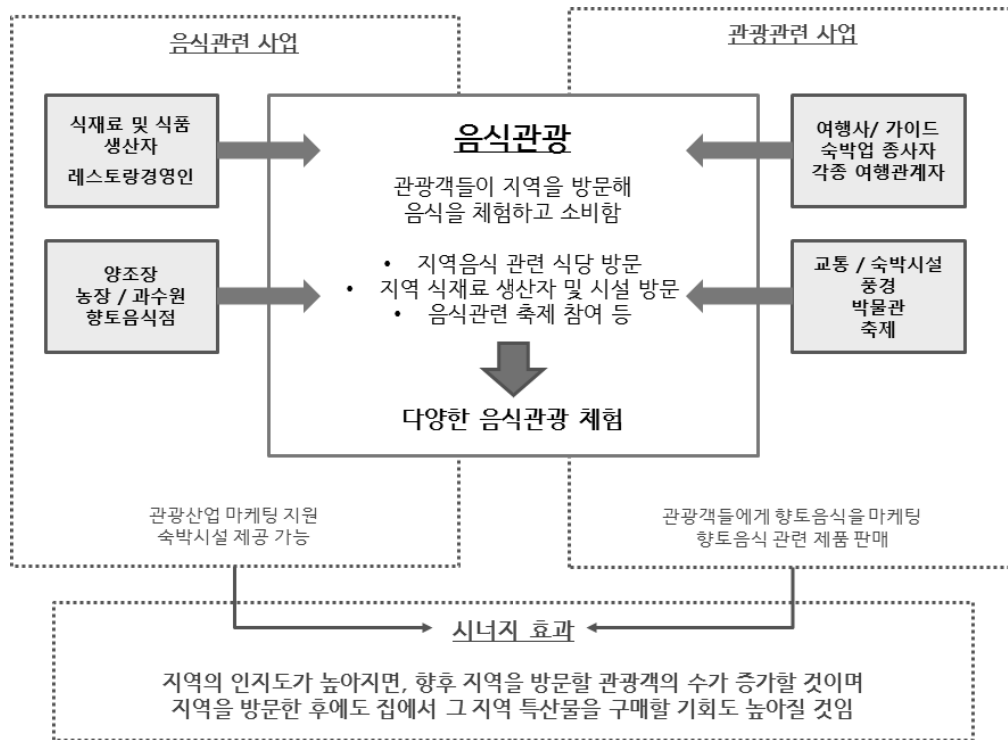 음식관련 사업
관광관련 사업
식재료 및 식품
생산자
레스토랑경영인
양조장
농장 / 과수원
향토음식점
음식관광
관광객들이 지역을 방문해
음식을 체험하고 소비함
• 지역음식 관련 식당 방문
• 지역 식재료 생산자 및 시설 방문
• 음식관련 축제 참여 등
다양한 음식관광 체험
여행사/ 가이드
숙박업 종사자
각종 여행관계자
교통 / 숙박시설
풍경
박물관
축제
관광산업 마케팅 지원
숙박시설 제공 가능
관광객들에게 향토음식을 마케팅
향토음식 관련 제품 판매
시너지 효과
지역의 인지도가 높아지면, 향후 지역을 방문할 관광객의 수가 증가할 것이며
지역을 방문한 후에도 집에서 그 지역 특산물을 구매할 기회도 높아질 것임